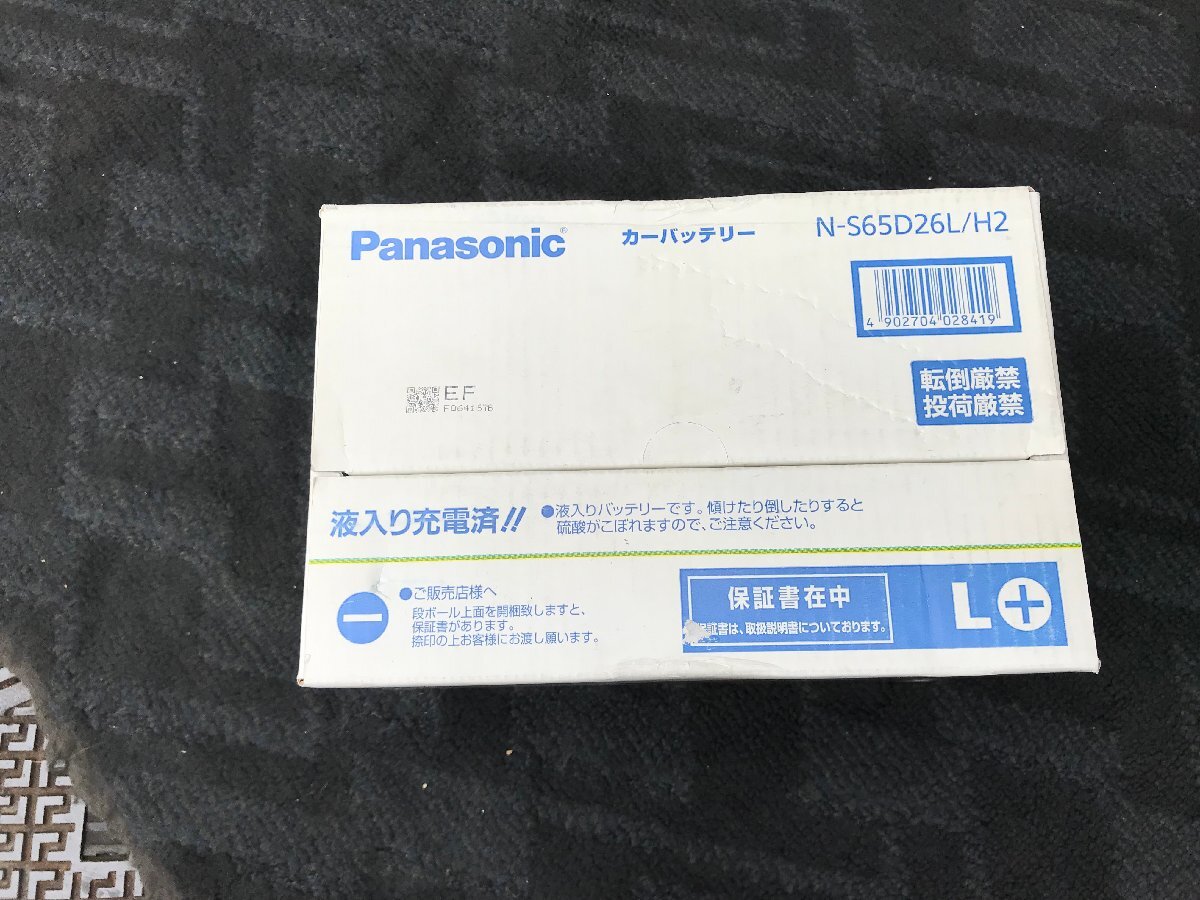 Panasonic®
カーバッテリー
N-S65D26L/H2
4 902704 028419
転倒厳禁
投荷厳禁
EF
液入り充電済!!
●液入りバッテリーです。傾けたり倒したりすると
硫酸がこぼれますので、ご注意ください。
●ご販売店様へ
段ボール上面を開梱致しますと、
保証書があります。
捺印の上お客様にお渡し願います。
保証書在中
証書は、取扱説明書についております。
L